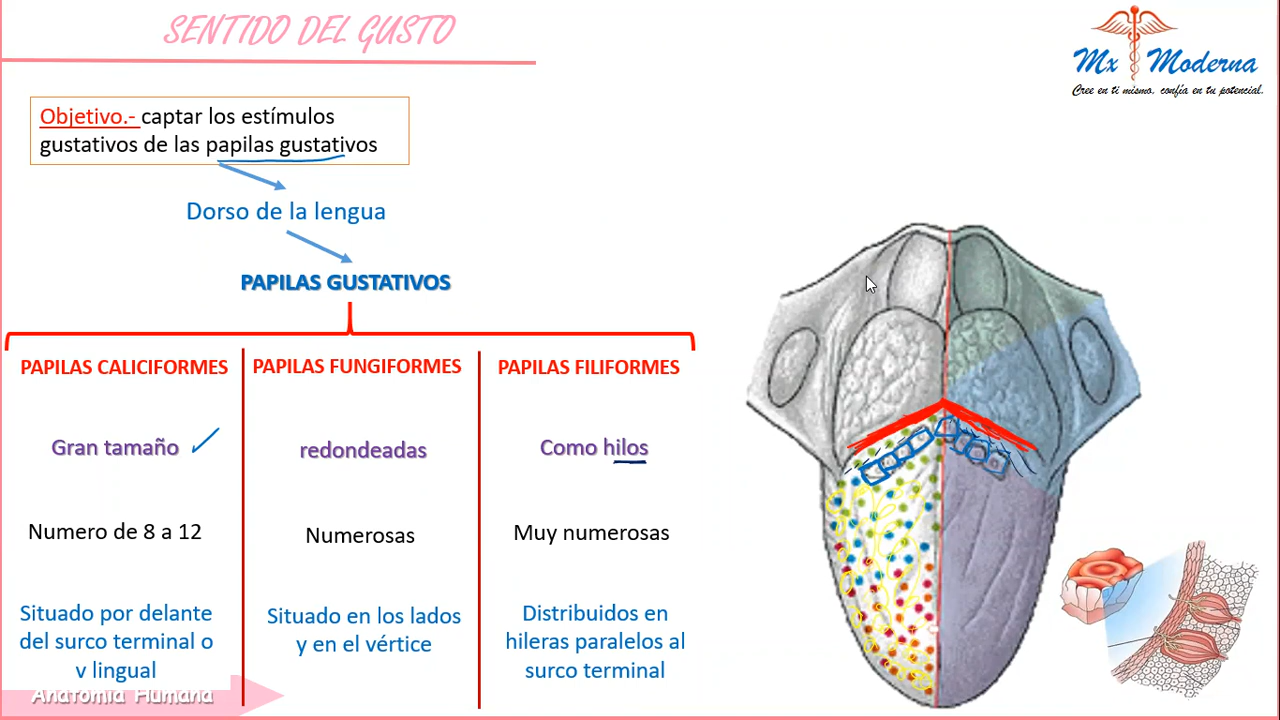 SENTIDO DEL GUSTO
Mx Moderna
Cree en ti mismo, confía en tu potencial.
Objetivo.- captar los estímulos
gustativos de las papilas gustativos
Dorso de la lengua
PAPILAS GUSTATIVOS
PAPILAS CALICIFORMES
Gran tamaño
Numero de 8 a 12
Situado por delante
del surco terminal o
v lingual
PAPILAS FUNGIFORMES
redondeadas
Numerosas
Situado en los lados
y en el vértice
PAPILAS FILIFORMES
Como hilos
Muy numerosas
Distribuidos en
hileras paralelos al
surco terminal
Anatomia Humana